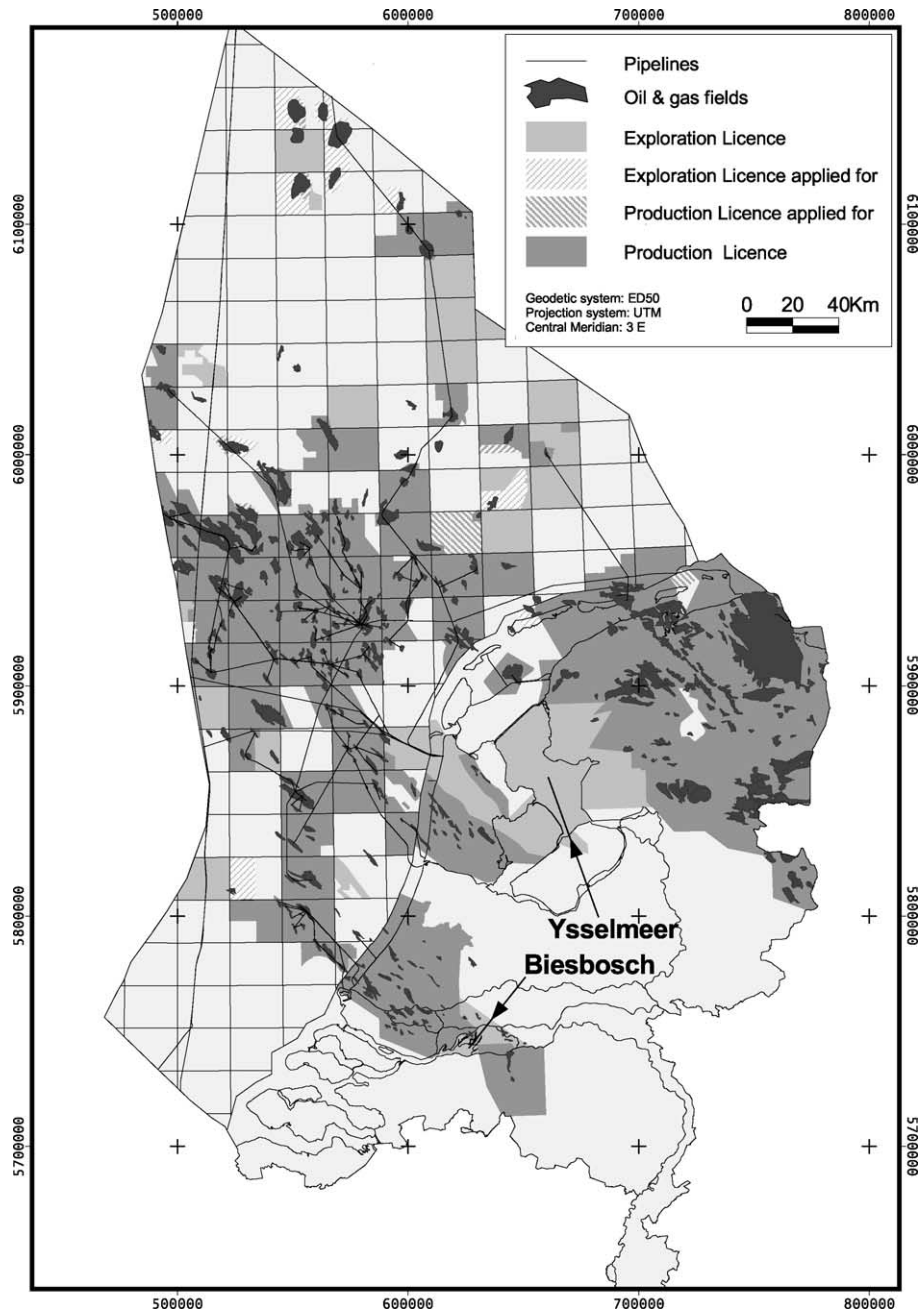 500000 600000 700000 800000
Pipelines
Oil & gas fields
Exploration Licence
Exploration Licence applied for
Production Licence applied for
Production Licence
Geodetic system: ED50
Projection system: UTM
Central Meridian: 3 E
0 20 40Km
6100000 6100000
6000000 6000000
5900000 5900000
5800000 5800000
Ysselmeer
Biesbosch
5700000 5700000
500000 600000 700000 800000